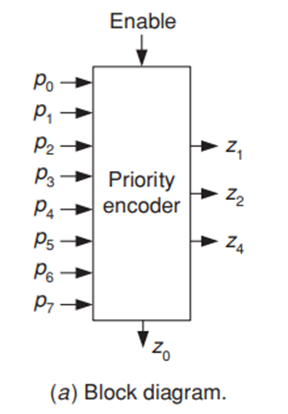 Enable
p0
p1
p2
p3
p4
p5
p6
p7
Priority
encoder
z1
z2
z4
z0
(a) Block diagram.